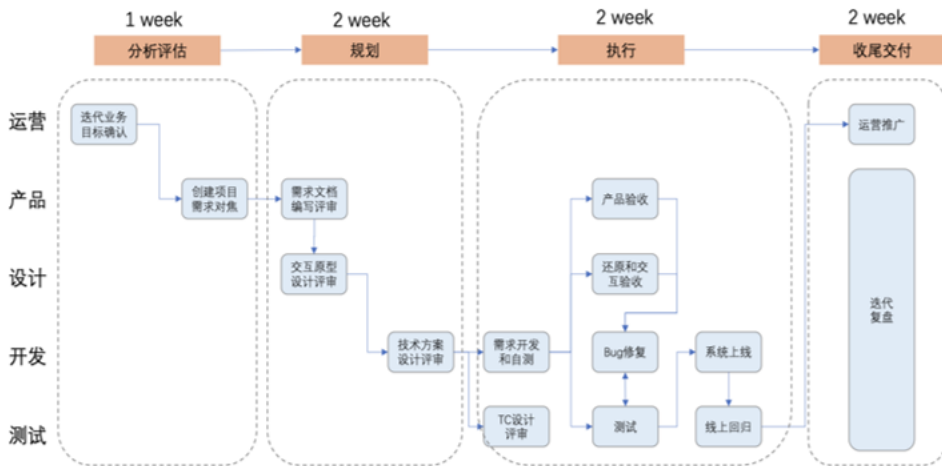 1 week
2 week
2 week
2 week
分析评估
规划
执行
收尾交付
运营
迭代业务
目标确认
运营推广
产品
创建项目
需求对焦
需求文档
编写评审
产品验收
设计
交互原型
设计评审
还原和交
互验收
迭代
复盘
开发
技术方案
设计评审
需求开发
和自测
Bug修复
系统上线
测试
TC设计
评审
测试
线上回归